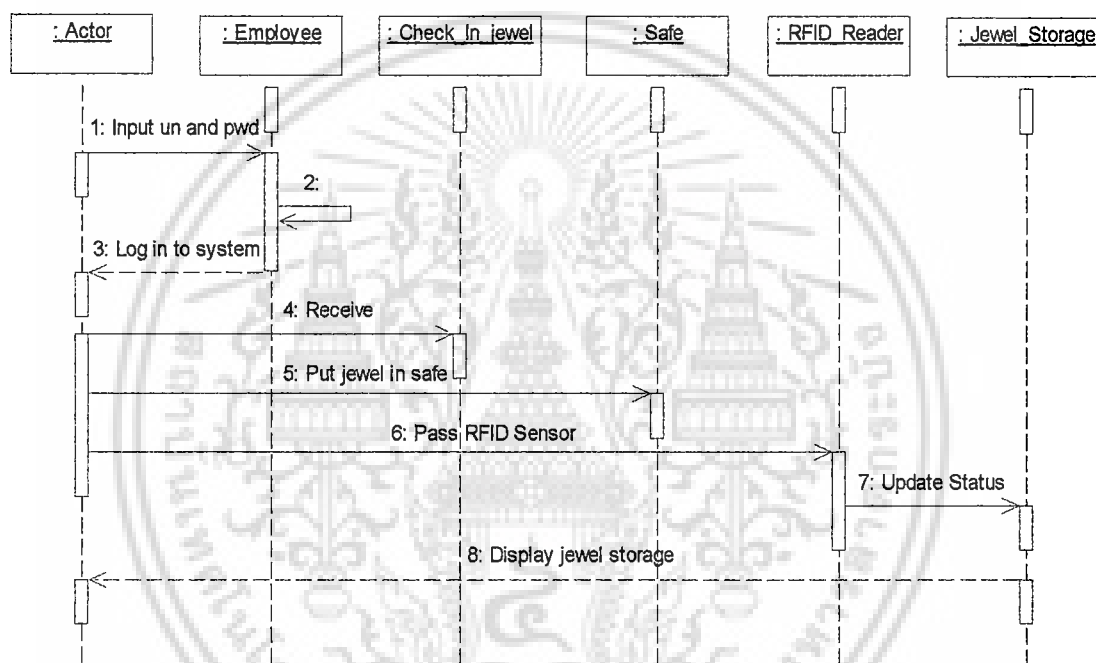 : Actor
: Employee
: Check_In_jewel
: Safe
: RFID_Reader
: Jewel_Storage
1: Input un and pwd
2:
3: Log in to system
4: Receive
5: Put jewel in safe
6: Pass RFID Sensor
7: Update Status
8: Display jewel storage